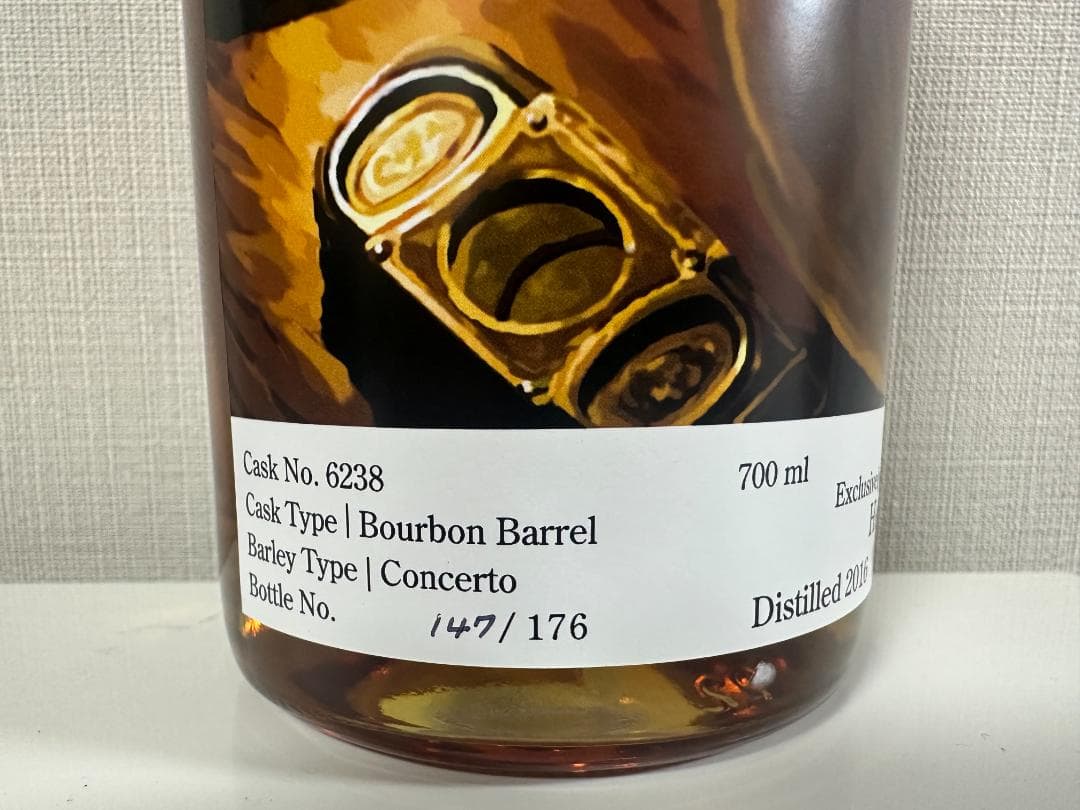 Cask No. 6238
Cask Type | Bourbon Barrel
Barley Type | Concerto
Bottle No. 147 / 176
700 ml
Distilled 2016